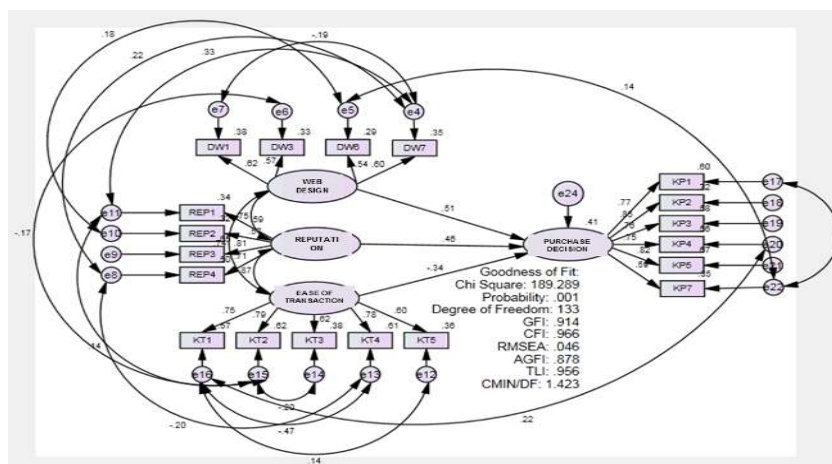 .18
-.19
.22
.33
.14
e7
e6
e5
e4
.38
.33
.29
.35
DW1
DW3
DW6
DW7
.62
.57
.54
.60
WEB
DESIGN
.60
e24
KP1
e17
.77
KP2
e18
KP3
e19
.75
KP4
e20
.82
KP5
KP7
e22
.51
.41
PURCHASE
DECISION
.34
e11
REP1
.75
.59
e10
REP2
-.17
e9
REP3
.81
e8
REP4
REPUTATI
ON
.46
-.34
EASE OF
TRANSACTION
Goodness of Fit:
Chi Square: 189.289
Probability: .001
Degree of Freedom: 133
GFI: .914
CFI: .966
RMSEA: .046
AGFI: .878
TLI: .956
CMIN/DF: 1.423
.75
.79
.62
.78
.60
.57
.62
.38
.61
.36
KT1
KT2
KT3
KT4
KT5
e16
e15
e14
e13
e12
-.20
-.20
-.47
.22
.14